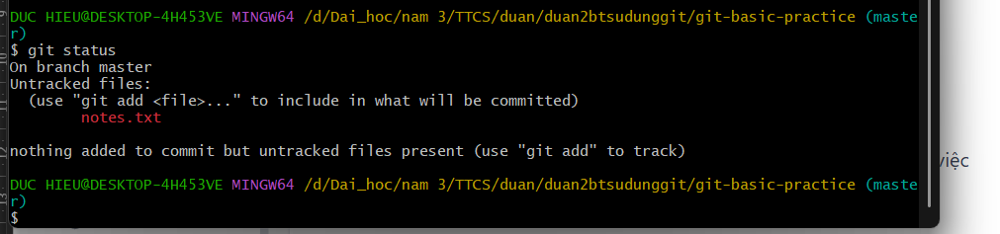 DUC HIEU@DESKTOP-4H453VE MINGW64 /d/Dai_hoc/nam 3/TTCS/duan/duan2btsudunggit/git-basic-practice (maste
r)
$ git status
On branch master
Untracked files:
  (use "git add <file>..." to include in what will be committed)
        notes.txt

nothing added to commit but untracked files present (use "git add" to track)
việc

DUC HIEU@DESKTOP-4H453VE MINGW64 /d/Dai_hoc/nam 3/TTCS/duan/duan2btsudunggit/git-basic-practice (maste
r)
$